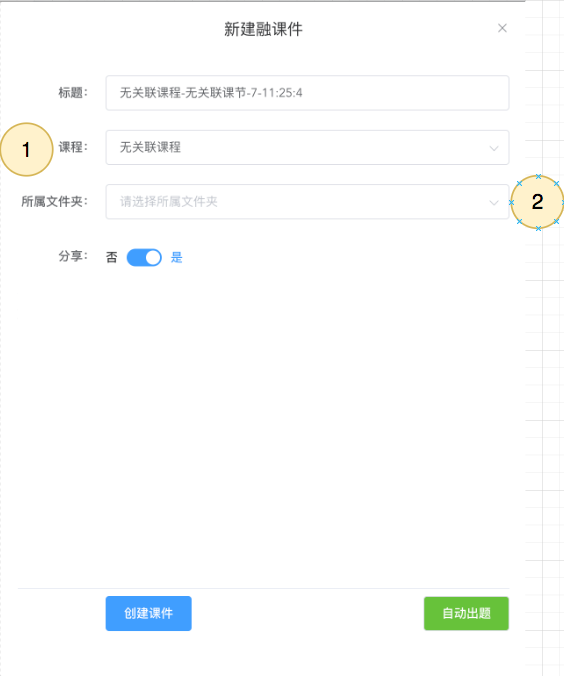 新建融课件
标题：
无关联课程-无关联课节-7-11:25:4
1
课程：
无关联课程
所属文件夹：
请选择所属文件夹
2
分享：
否
是
创建课件
自动出题